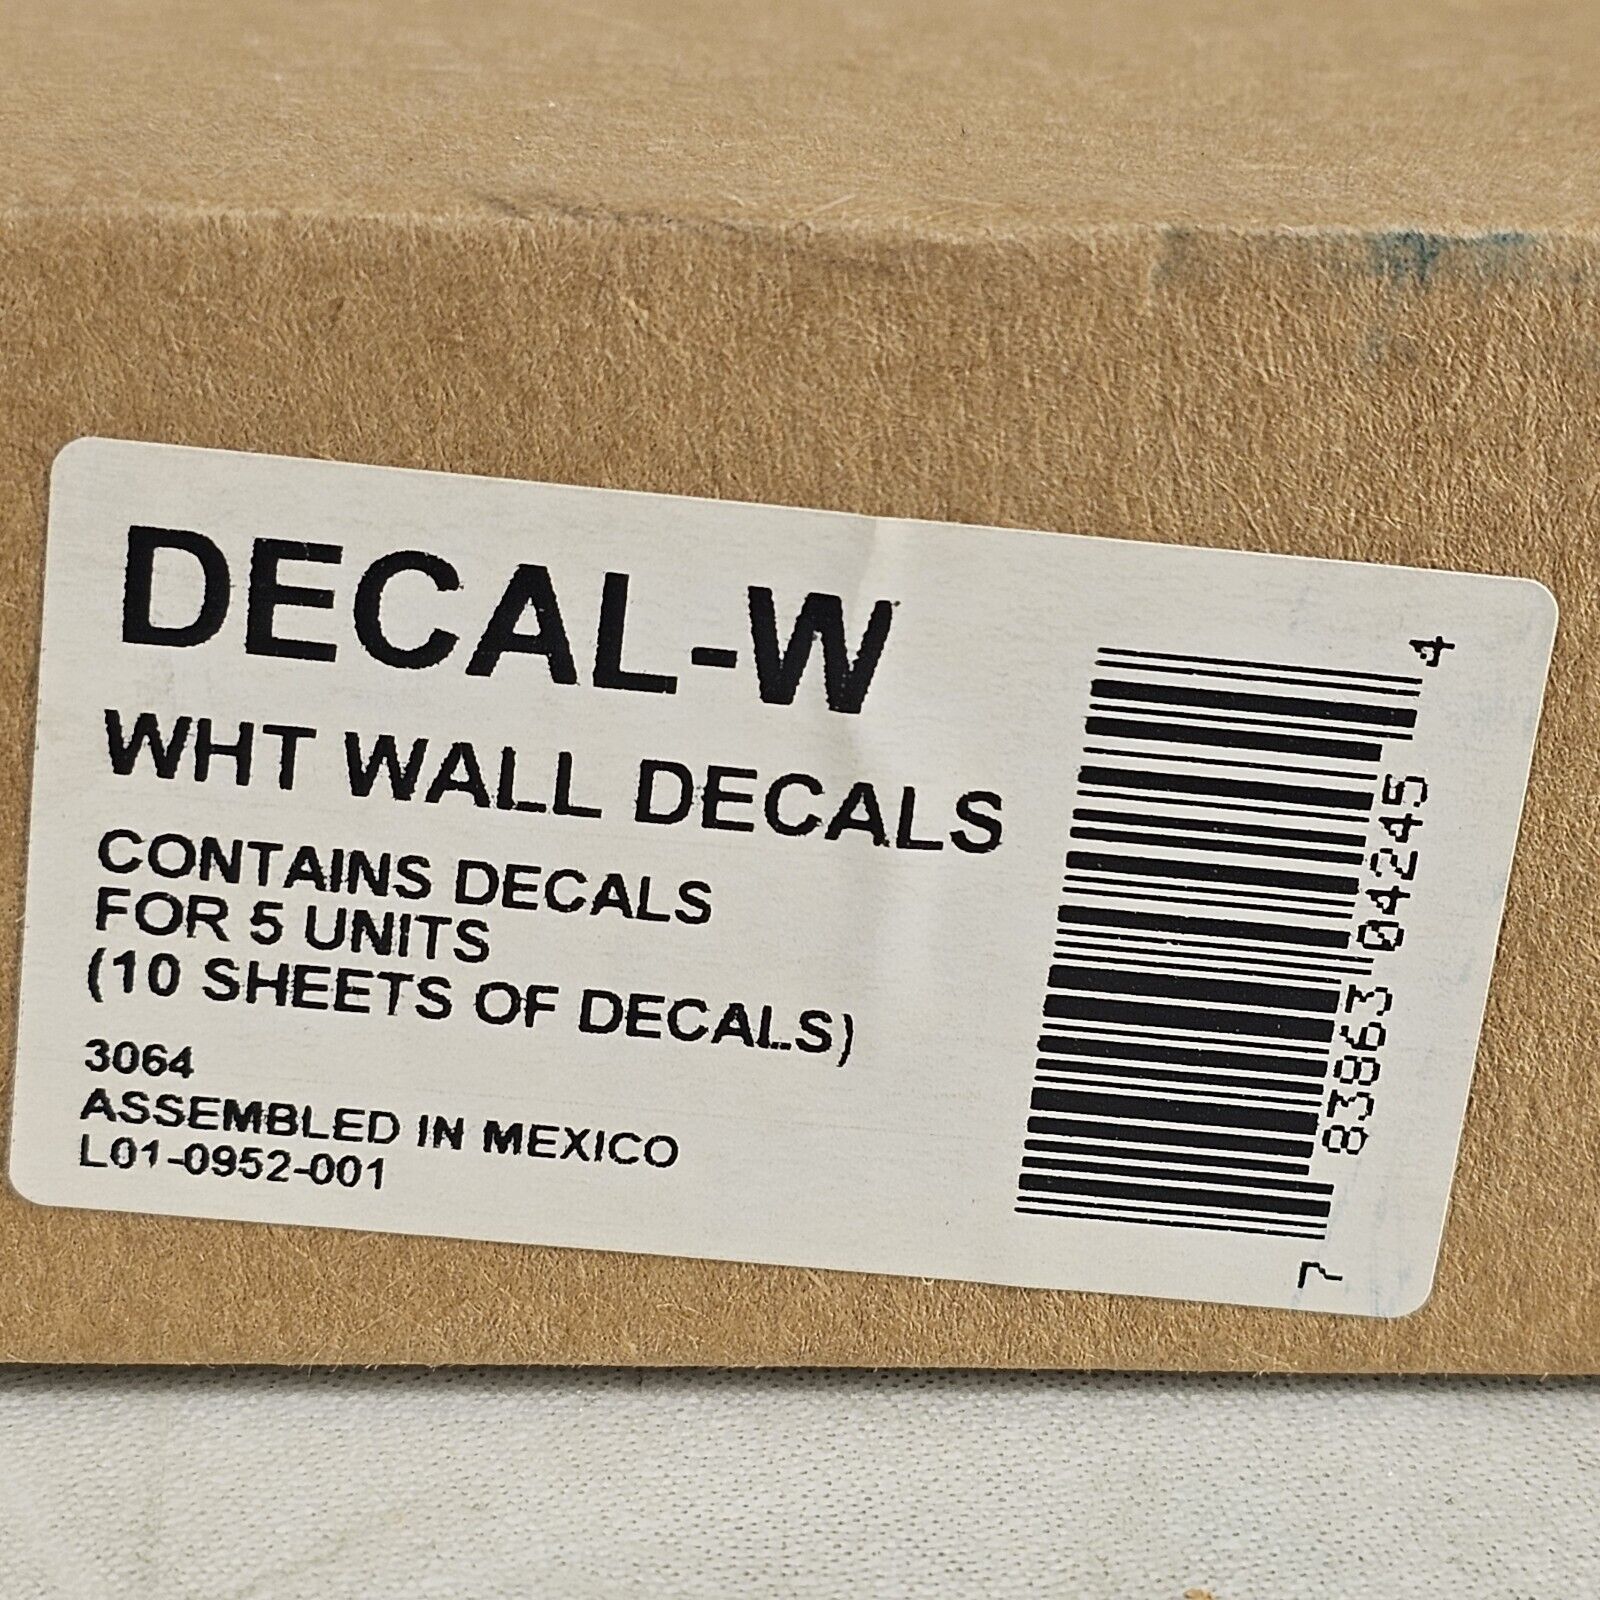 DECAL-W
WHT WALL DECALS
CONTAINS DECALS
FOR 5 UNITS
(10 SHEETS OF DECALS)
3064
ASSEMBLED IN MEXICO
L01-0952-001
7 83863 04245 4